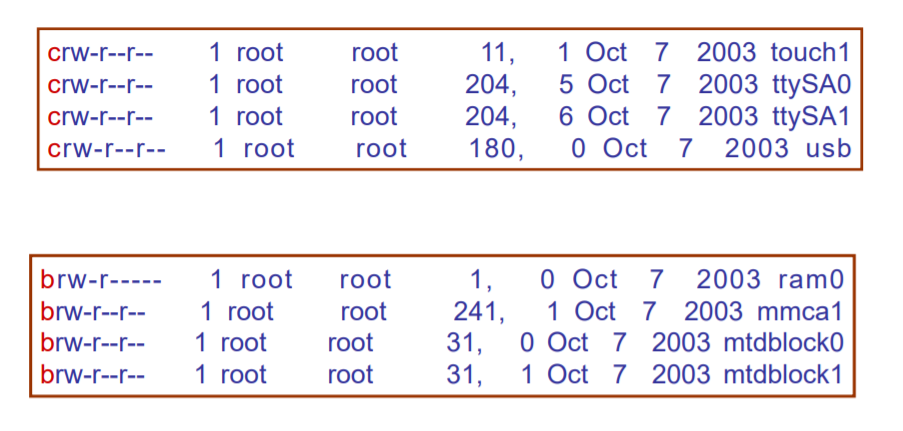 crw-r--r-- 1 root root 11, 1 Oct 7 2003 touch1
crw-r--r-- 1 root root 204, 5 Oct 7 2003 ttySA0
crw-r--r-- 1 root root 204, 6 Oct 7 2003 ttySA1
crw-r--r-- 1 root root 180, 0 Oct 7 2003 usb
brw-r----- 1 root root 1, 0 Oct 7 2003 ram0
brw-r--r-- 1 root root 241, 1 Oct 7 2003 mmca1
brw-r--r-- 1 root root 31, 0 Oct 7 2003 mtdblock0
brw-r--r-- 1 root root 31, 1 Oct 7 2003 mtdblock1